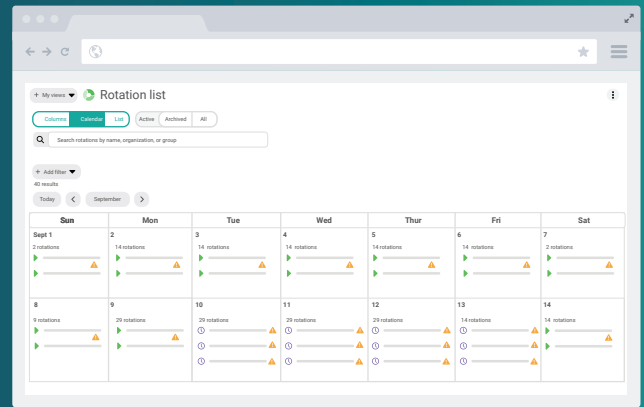 + My views
Rotation list
Columns Calendar List Active Archived All
Search rotations by name, organization, or group
+ Add filter
40 results
Today September
Sun Mon Tue Wed Thur Fri Sat
Sept 1 2 3 4 5 6 7
2 rotations 14 rotations 14 rotations 14 rotations 14 rotations 14 rotations 2 rotations
8 9 10 11 12 13 14
9 rotations 29 rotations 29 rotations 29 rotations 29 rotations 14 rotations 14 rotations